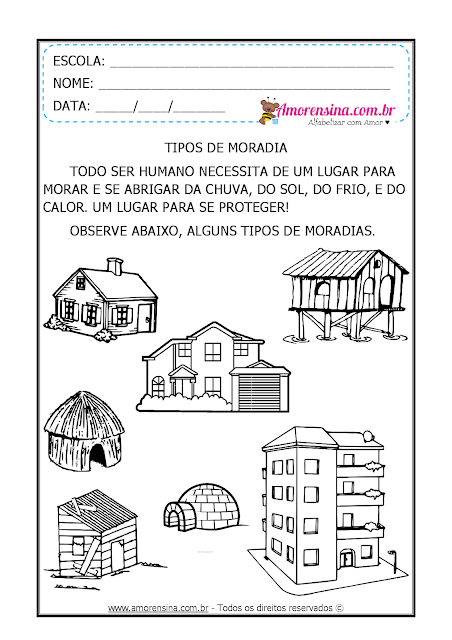 ESCOLA: ________________________________
NOME: _________________________________
DATA: _____/____/_______
Amorensina.com.br
Alfabetizar com Amor ♥
TIPOS DE MORADIA
TODO SER HUMANO NECESSITA DE UM LUGAR PARA
MORAR E SE ABRIGAR DA CHUVA, DO SOL, DO FRIO, E DO
CALOR. UM LUGAR PARA SE PROTEGER!
OBSERVE ABAIXO, ALGUNS TIPOS DE MORADIAS.
www.amorensina.com.br - Todos os direitos reservados ©